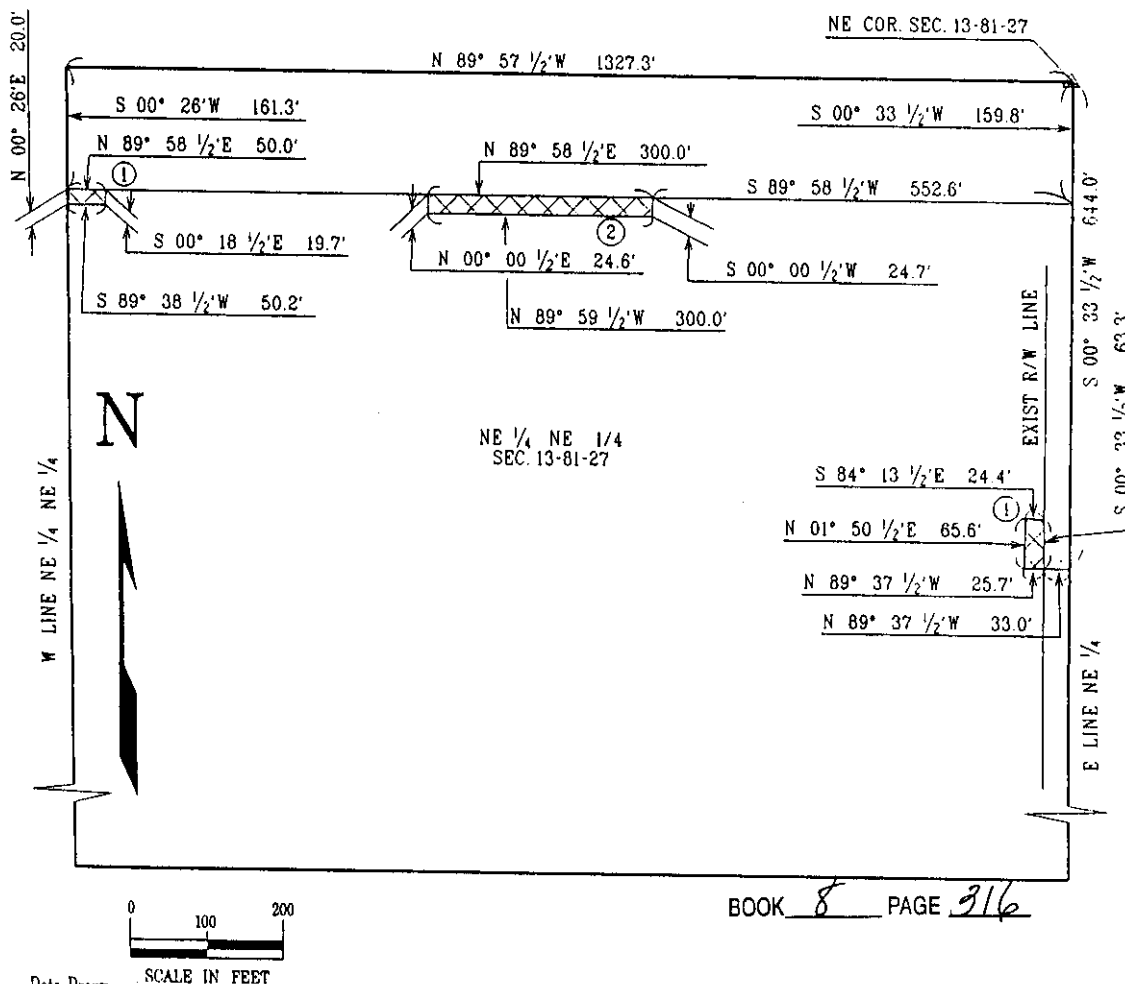 NE COR. SEC. 13-81-27
N 00° 26'E 20.0'
N 89° 57 ½'W 1327.3'
S 00° 26'W 161.3'
S 00° 33 ½'W 159.8'
N 89° 58 ½'E 50.0'
1
N 89° 58 ½'E 300.0'
S 89° 58 ½'W 552.6'
2
S 00° 18 ½'E 19.7'
N 00° 00 ½'E 24.6'
S 00° 00 ½'W 24.7'
S 89° 38 ½'W 50.2'
N 89° 59 ½'W 300.0'
S 00° 33 ½'W 644.0'
S 00° 33 ½'W 63.3'
EXIST R/W LINE
N
NE ¼ NE 1/4
SEC. 13-81-27
W LINE NE ¼ NE ¼
S 84° 13 ½'E 24.4'
1
N 01° 50 ½'E 65.6'
N 89° 37 ½'W 25.7'
N 89° 37 ½'W 33.0'
E LINE NE ¼
BOOK 8 PAGE 316
0 100 200
SCALE IN FEET